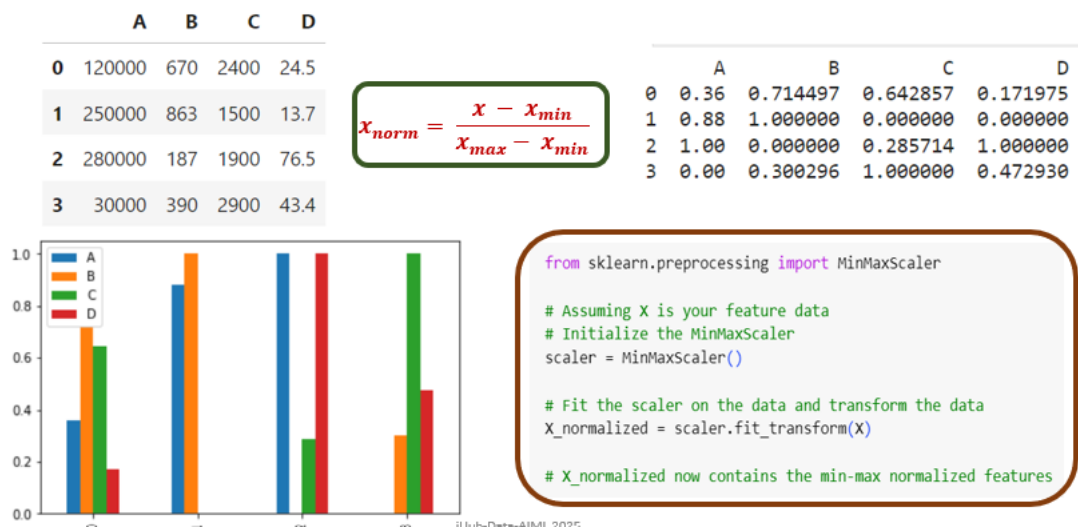 A B C D
0 120000 670 2400 24.5
1 250000 863 1500 13.7
2 280000 187 1900 76.5
3 30000 390 2900 43.4
x_norm = (x − x_min) / (x_max − x_min)
A B C D
0 0.36 0.714497 0.642857 0.171975
1 0.88 1.000000 0.000000 0.000000
2 1.00 0.000000 0.285714 1.000000
3 0.00 0.300296 1.000000 0.472930
1.0
0.8
0.6
0.4
0.2
0.0
A
B
C
D
from sklearn.preprocessing import MinMaxScaler
# Assuming X is your feature data
# Initialize the MinMaxScaler
scaler = MinMaxScaler()
# Fit the scaler on the data and transform the data
X_normalized = scaler.fit_transform(X)
# X_normalized now contains the min-max normalized features
iHub-Data-AIML 2025